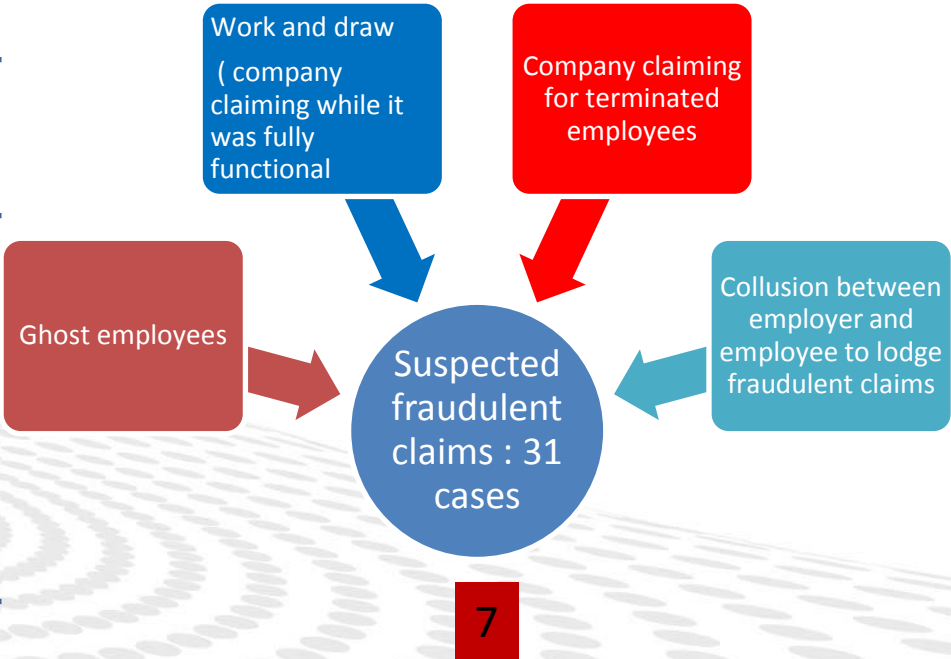 Work and draw
( company
claiming while it
was fully
functional
Company claiming
for terminated
employees
Ghost employees
Collusion between
employer and
employee to lodge
fraudulent claims
Suspected
fraudulent
claims : 31
cases
7